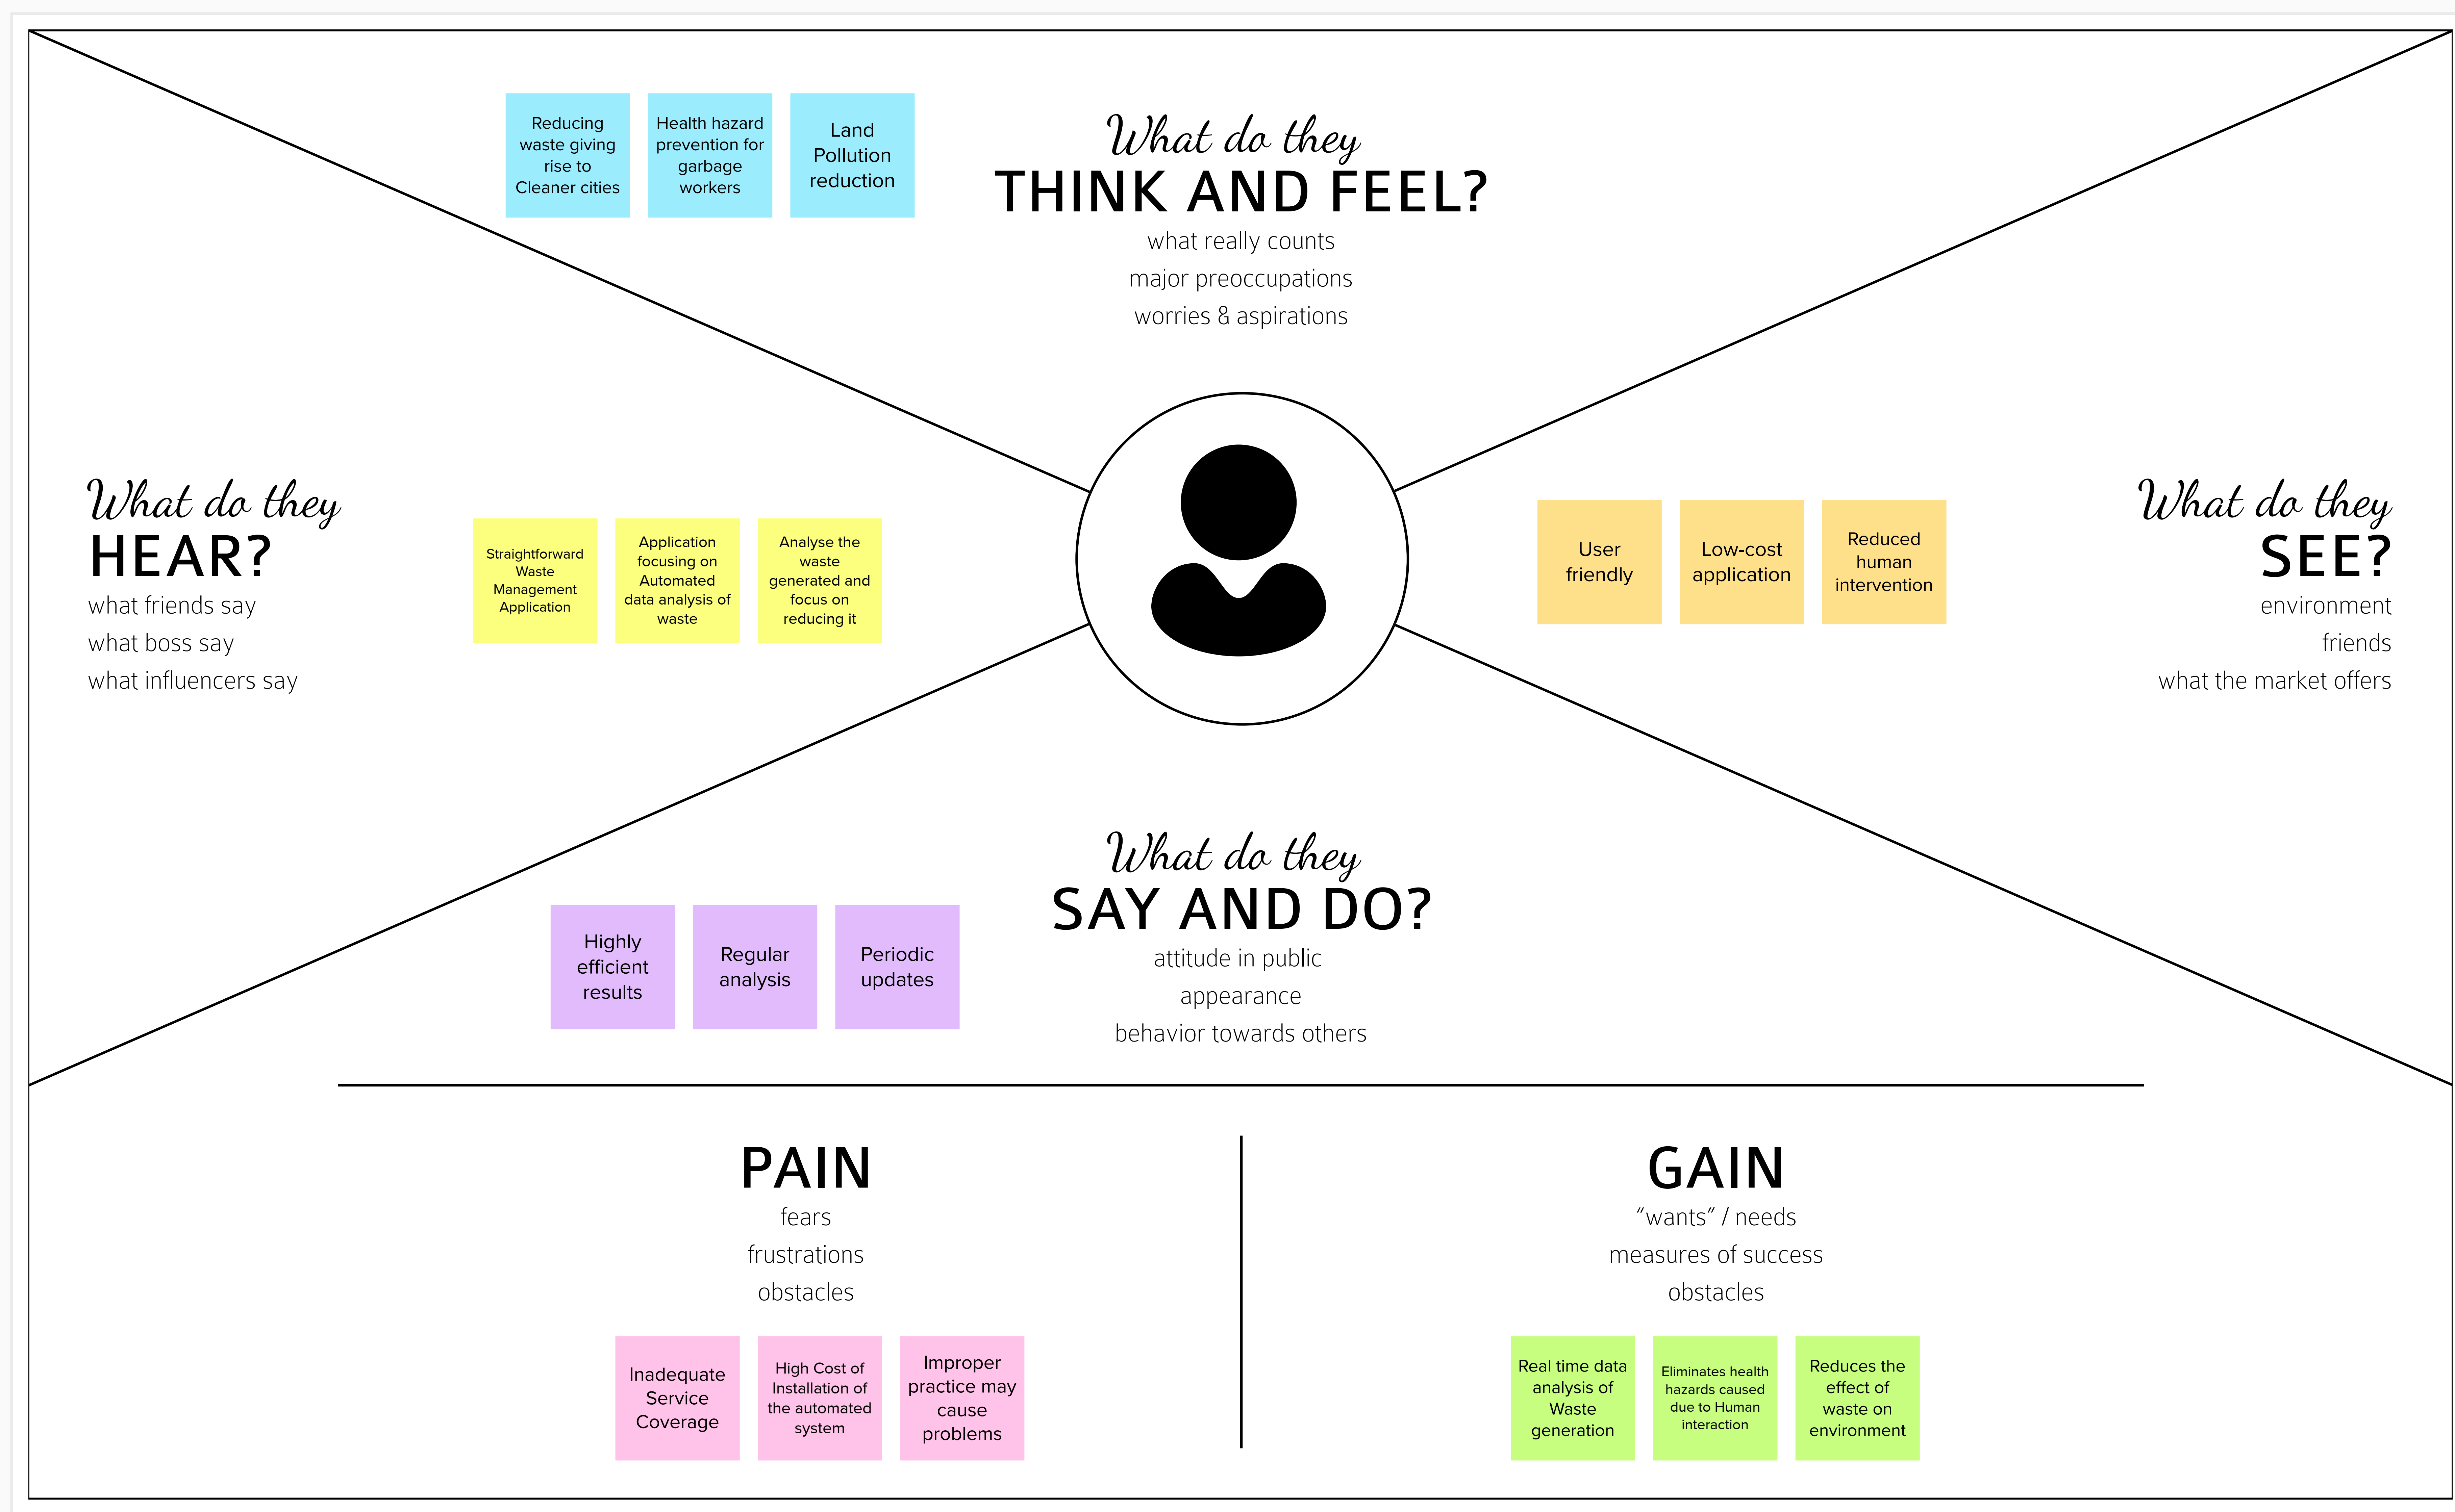 Reducing
waste giving
rise to
Cleaner cities
Health hazard
prevention for
garbage
workers
Land
Pollution
reduction
What do they
THINK AND FEEL?
what really counts
major preoccupations
worries & aspirations
What do they
HEAR?
what friends say
what boss say
what influencers say
Straightforward
Waste
Management
Application
Application
focusing on
Automated
data analysis of
waste
Analyse the
waste
generated and
focus on
reducing it
User
friendly
Low-cost
application
Reduced
human
intervention
What do they
SEE?
environment
friends
what the market offers
What do they
SAY AND DO?
attitude in public
appearance
behavior towards others
Highly
efficient
results
Regular
analysis
Periodic
updates
PAIN
fears
frustrations
obstacles
Inadequate
Service
Coverage
High Cost of
Installation of
the automated
system
Improper
practice may
cause
problems
GAIN
“wants” / needs
measures of success
obstacles
Real time data
analysis of
Waste
generation
Eliminates health
hazards caused
due to Human
interaction
Reduces the
effect of
waste on
environment